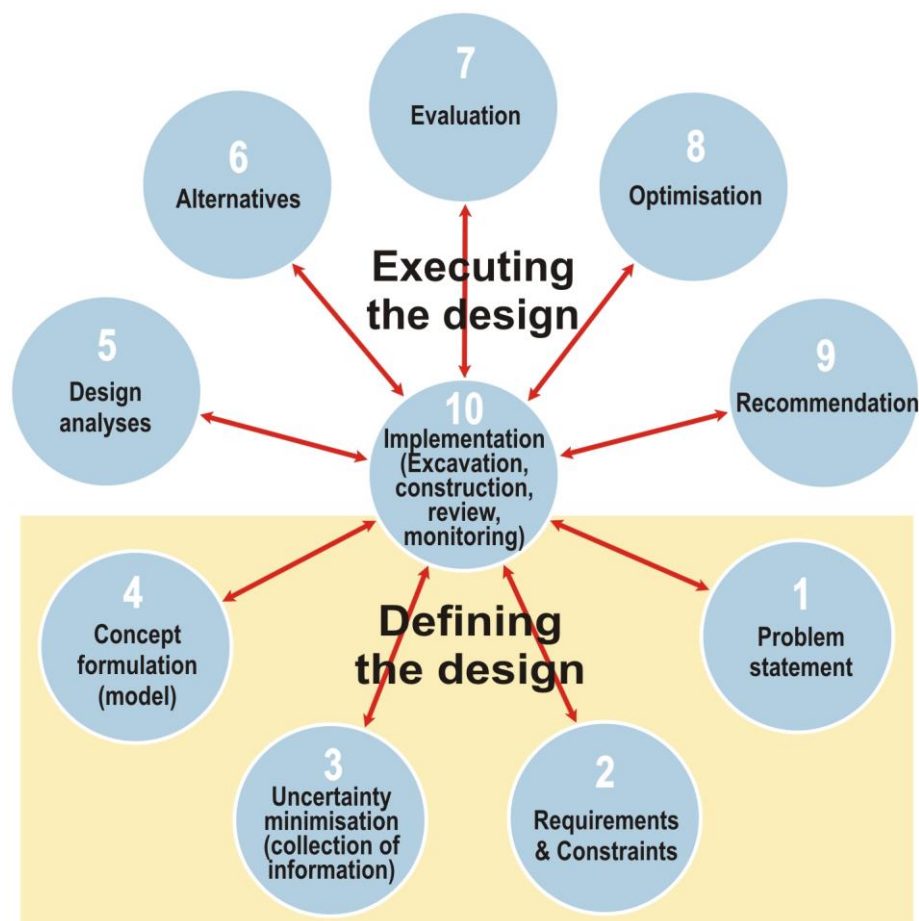 7
Evaluation
6
Alternatives
8
Optimisation
Executing
the design
5
Design
analyses
9
Recommendation
10
Implementation
(Excavation,
construction,
review,
monitoring)
4
Concept
formulation
(model)
Defining
the design
1
Problem
statement
3
Uncertainty
minimisation
(collection of
information)
2
Requirements
& Constraints